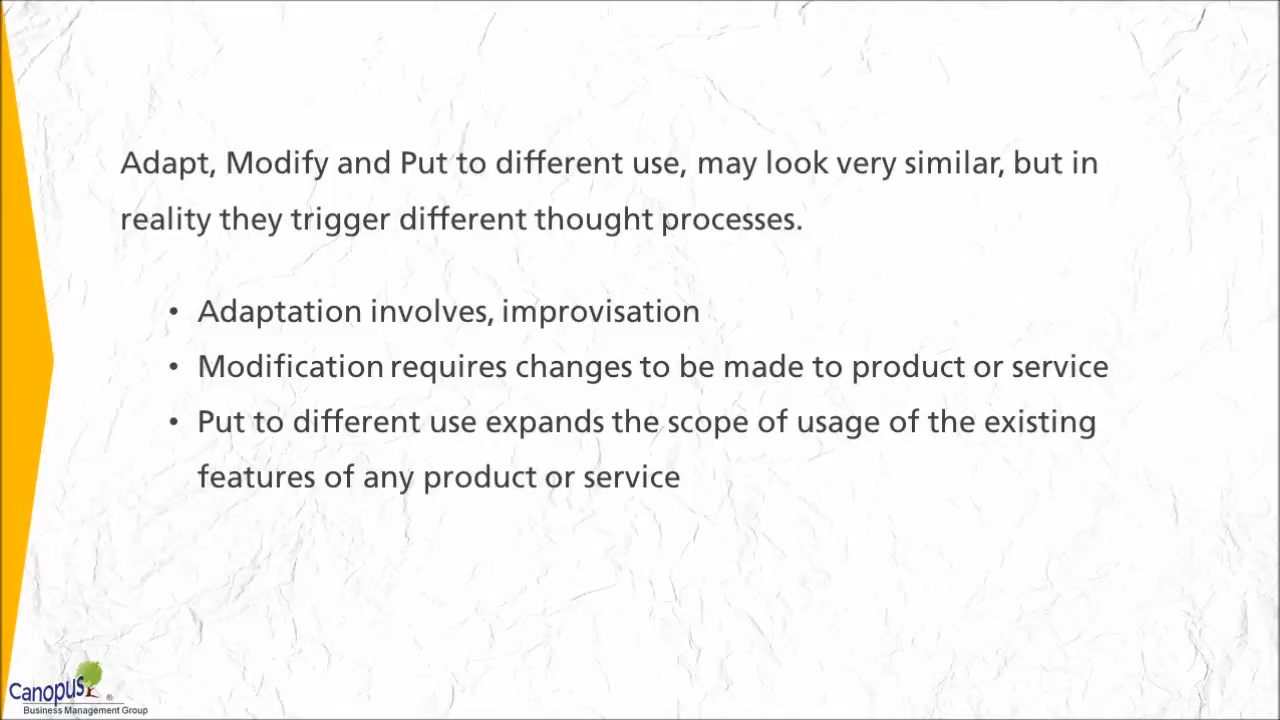 Adapt, Modify and Put to different use, may look very similar, but in
reality they trigger different thought processes.
• Adaptation involves, improvisation
• Modification requires changes to be made to product or service
• Put to different use expands the scope of usage of the existing
features of any product or service
Canopus ®
Business Management Group